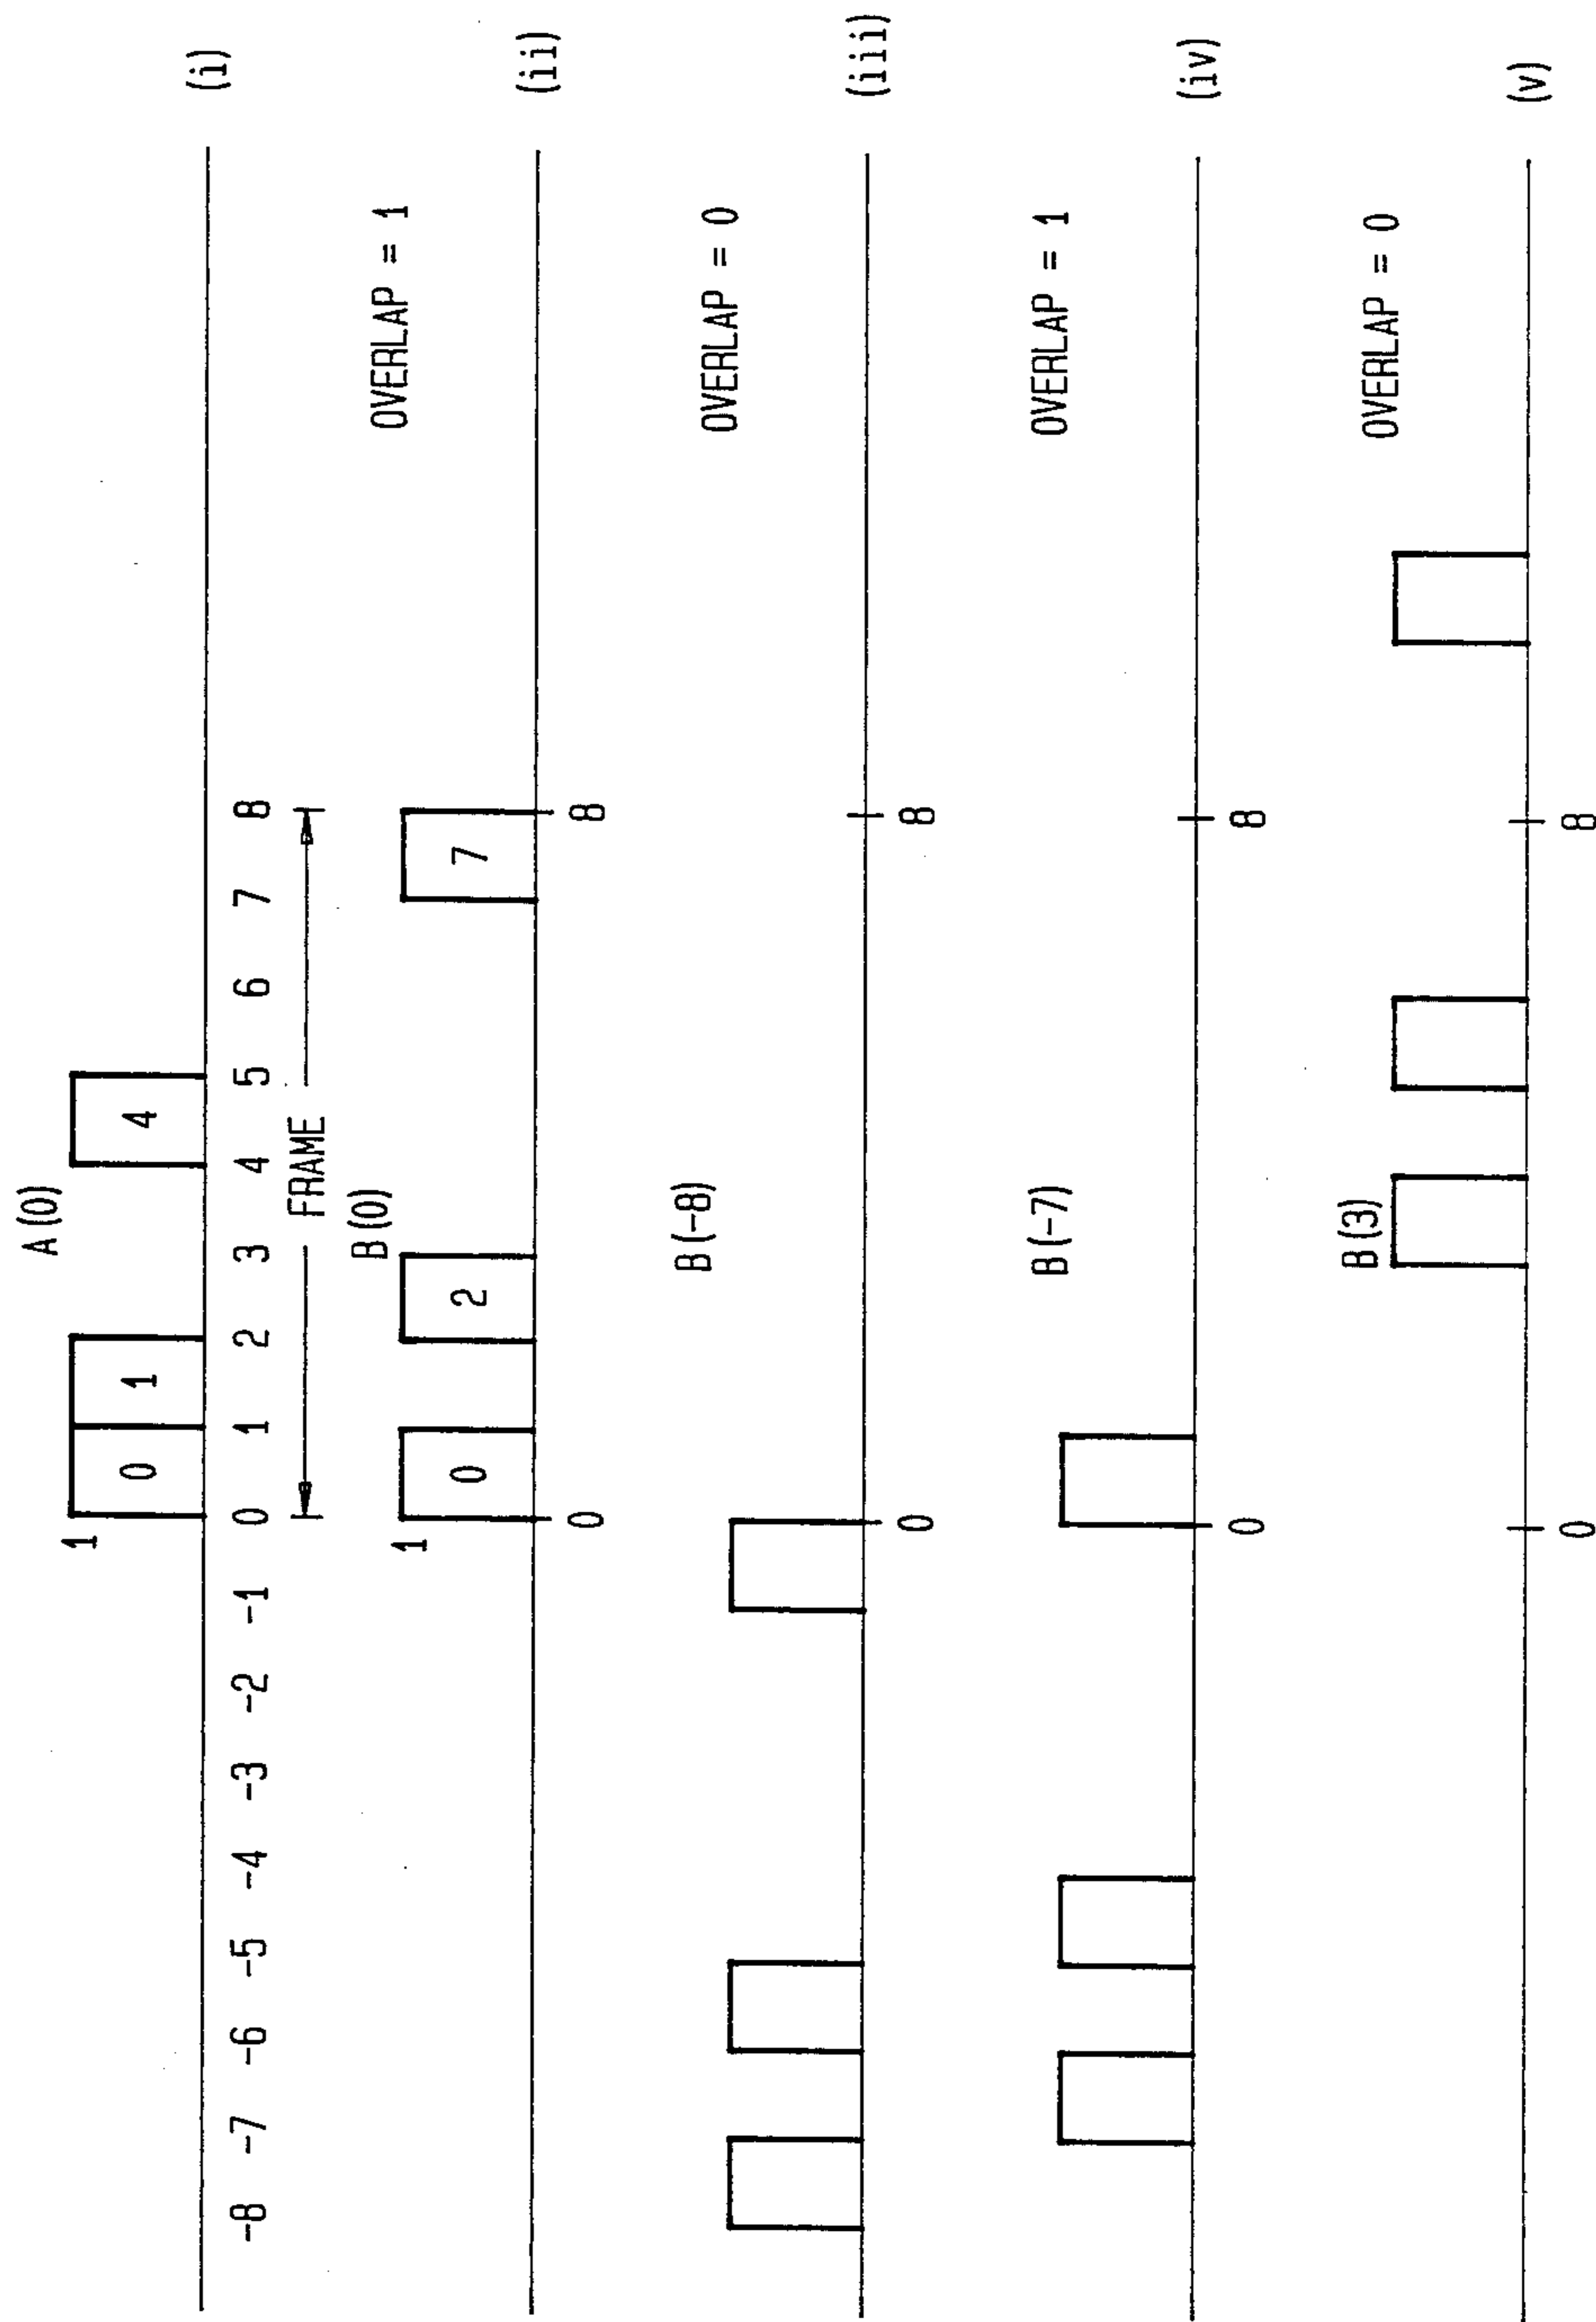 A(0)
1 0 1 4 (i)
-8 -7 -6 -5 -4 -3 -2 -1 0 1 2 3 4 5 6 7 8
FRAME
B(0) OVERLAP = 1
1 0 2 7 (ii)
0 8
B(-8) OVERLAP = 0
(iii)
0 8
B(-7) OVERLAP = 1
(iv)
0 8
B(3) OVERLAP = 0
(v)
0 8